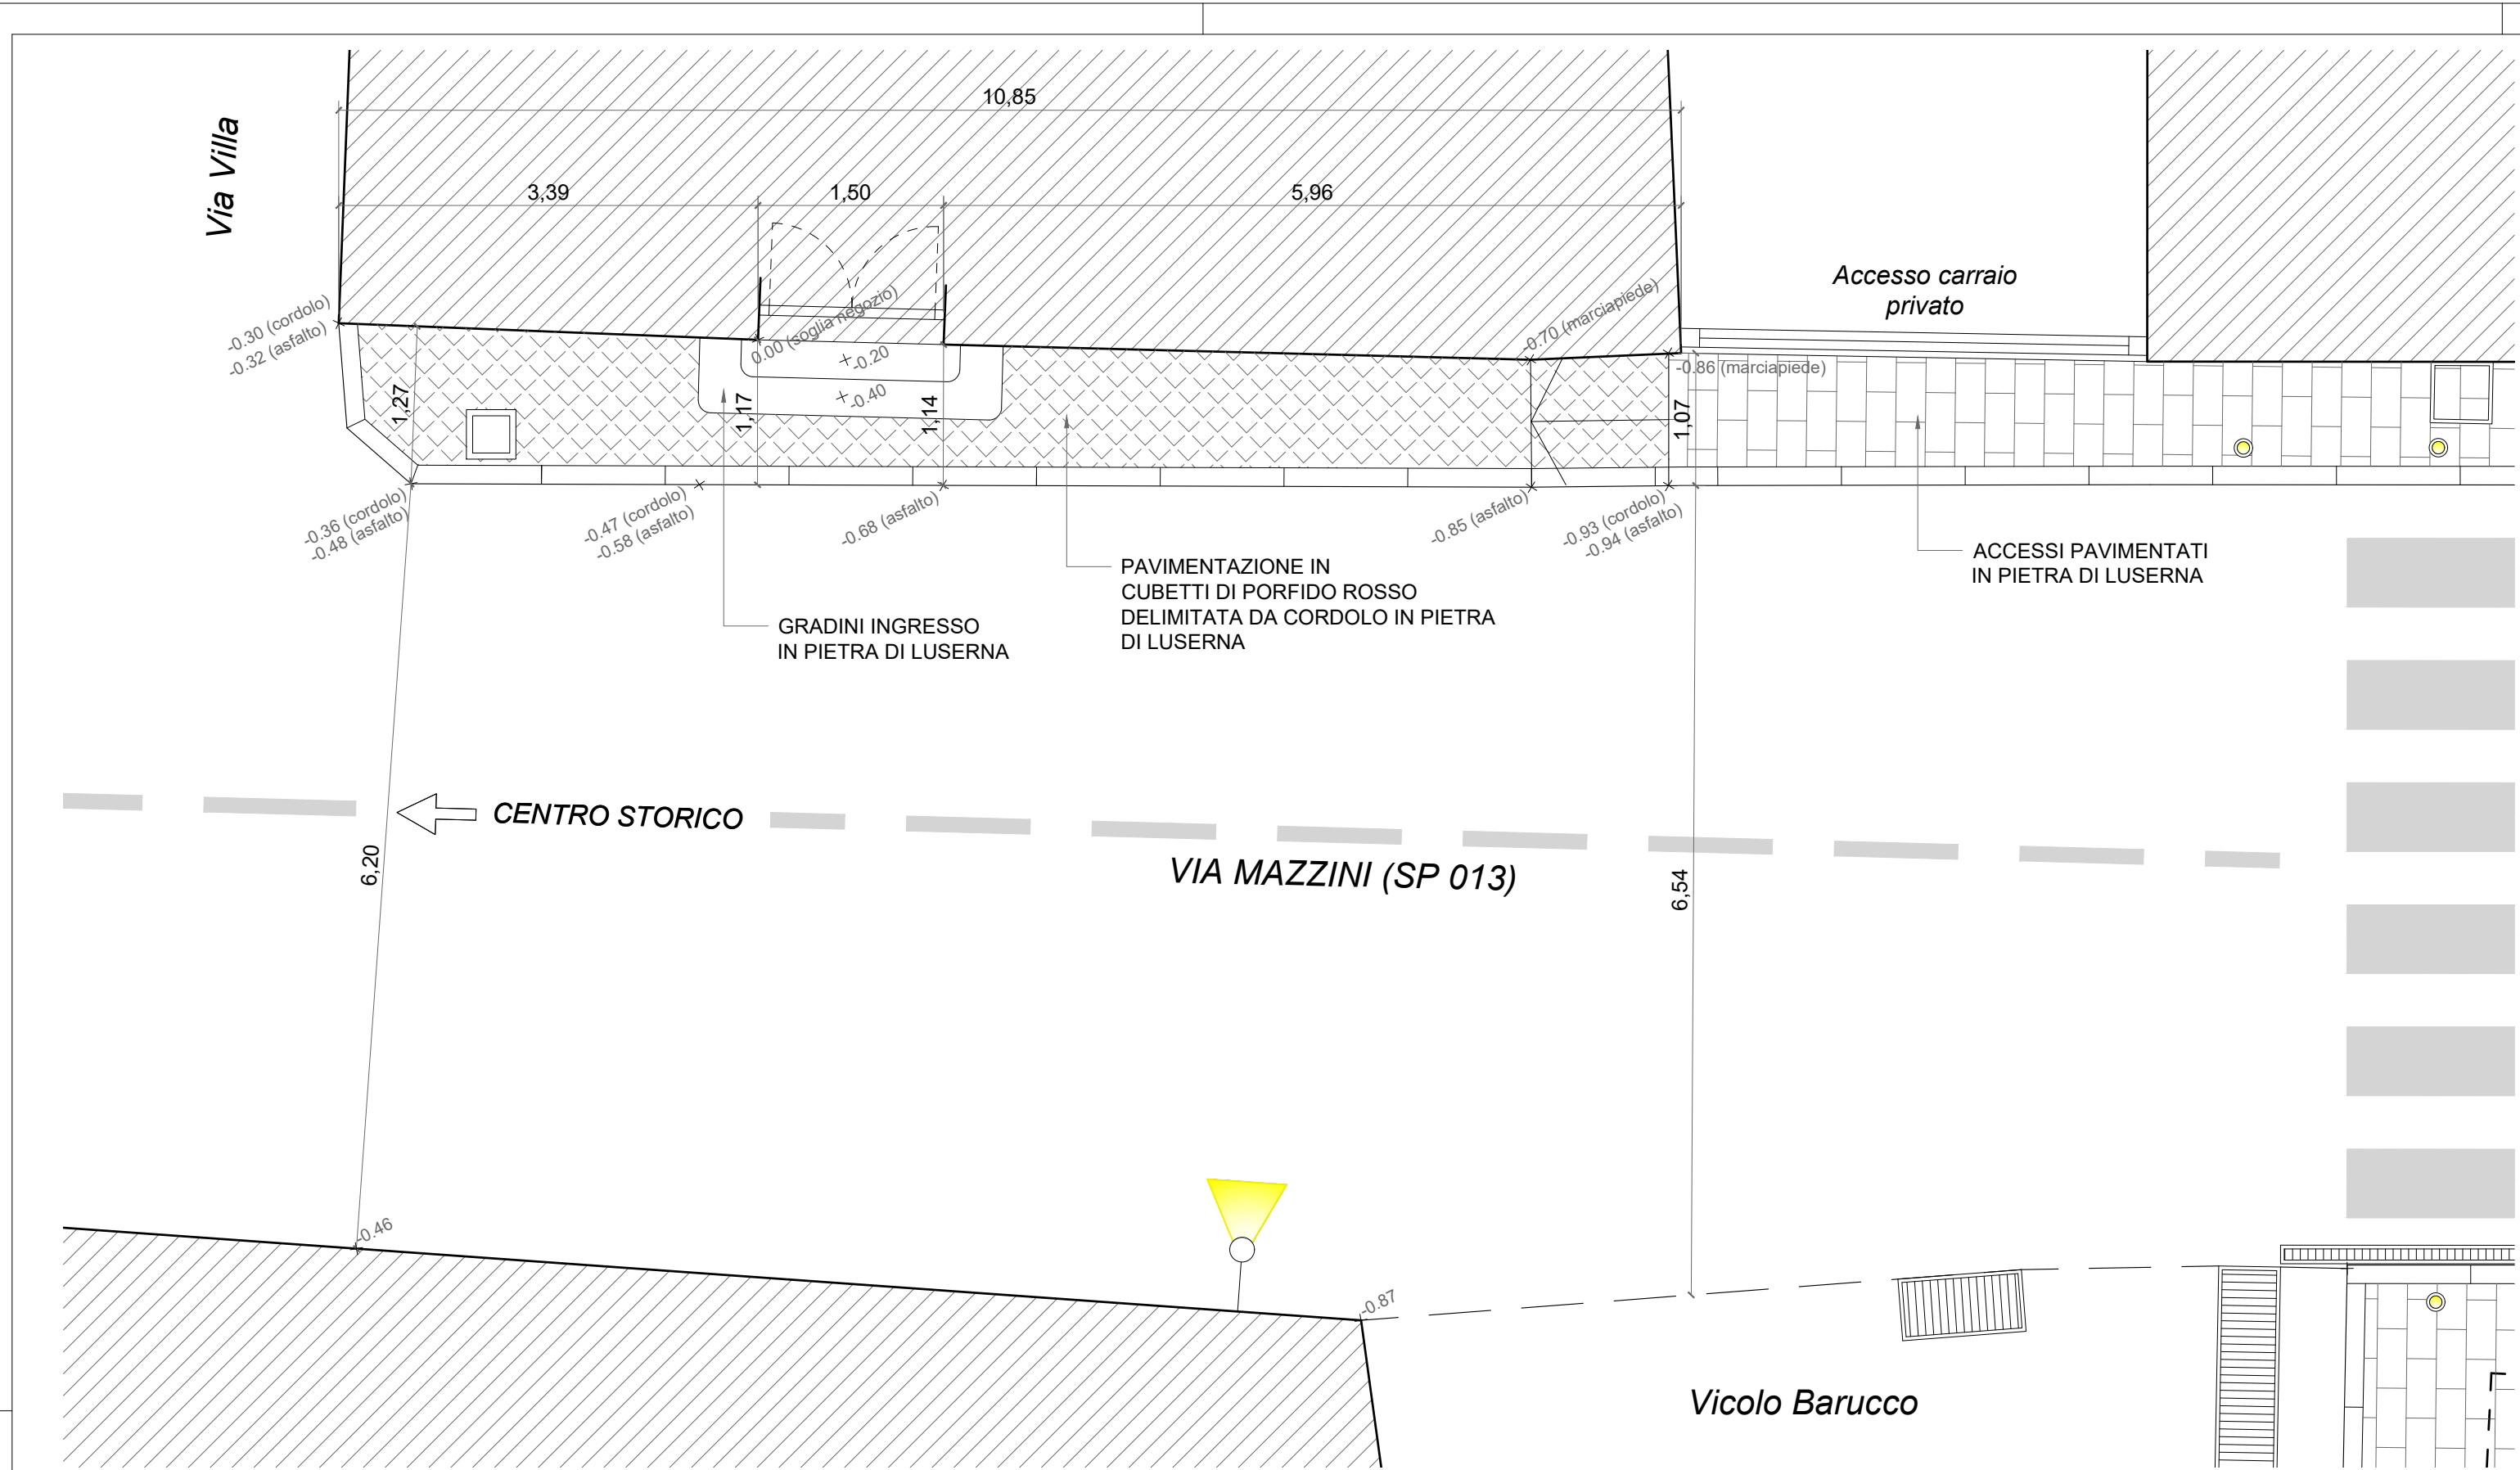 10,85
Via Villa
3,39
1,50
5,96
Accesso carraio
privato
-0.30 (cordolo)
-0.32 (asfalto)
0.00 (soglia negozio)
-0.20
-0.40
-0.70 (marciapiede)
-0.86 (marciapiede)
1,27
1,17
1,14
1,07
-0.36 (cordolo)
-0.48 (asfalto)
-0.47 (cordolo)
-0.58 (asfalto)
-0.68 (asfalto)
-0.85 (asfalto)
-0.93 (cordolo)
-0.94 (asfalto)
GRADINI INGRESSO
IN PIETRA DI LUSERNA
PAVIMENTAZIONE IN
CUBETTI DI PORFIDO ROSSO
DELIMITATA DA CORDOLO IN PIETRA
DI LUSERNA
ACCESSI PAVIMENTATI
IN PIETRA DI LUSERNA
CENTRO STORICO
VIA MAZZINI (SP 013)
6,20
6,54
-0.46
-0.87
Vicolo Barucco